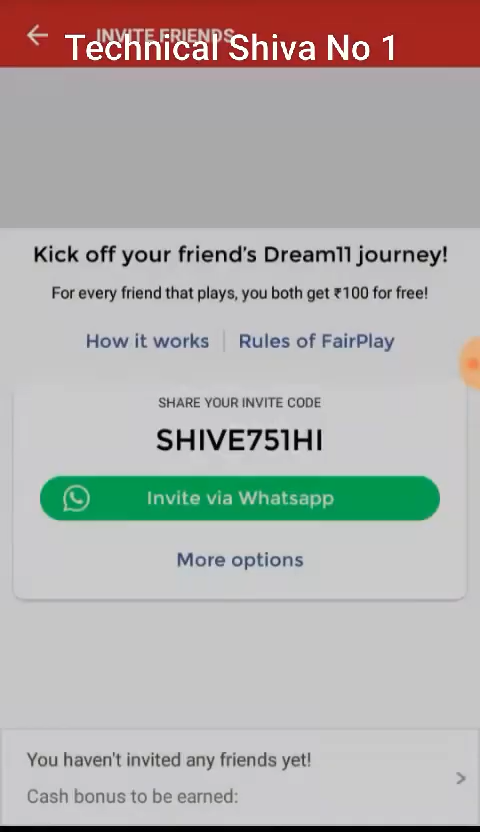 INVITE FRIENDS
Technical Shiva No 1
Kick off your friend's Dream11 journey!
For every friend that plays, you both get ₹100 for free!
How it works | Rules of FairPlay
SHARE YOUR INVITE CODE
SHIVE751HI
Invite via Whatsapp
More options
You haven't invited any friends yet!
Cash bonus to be earned: